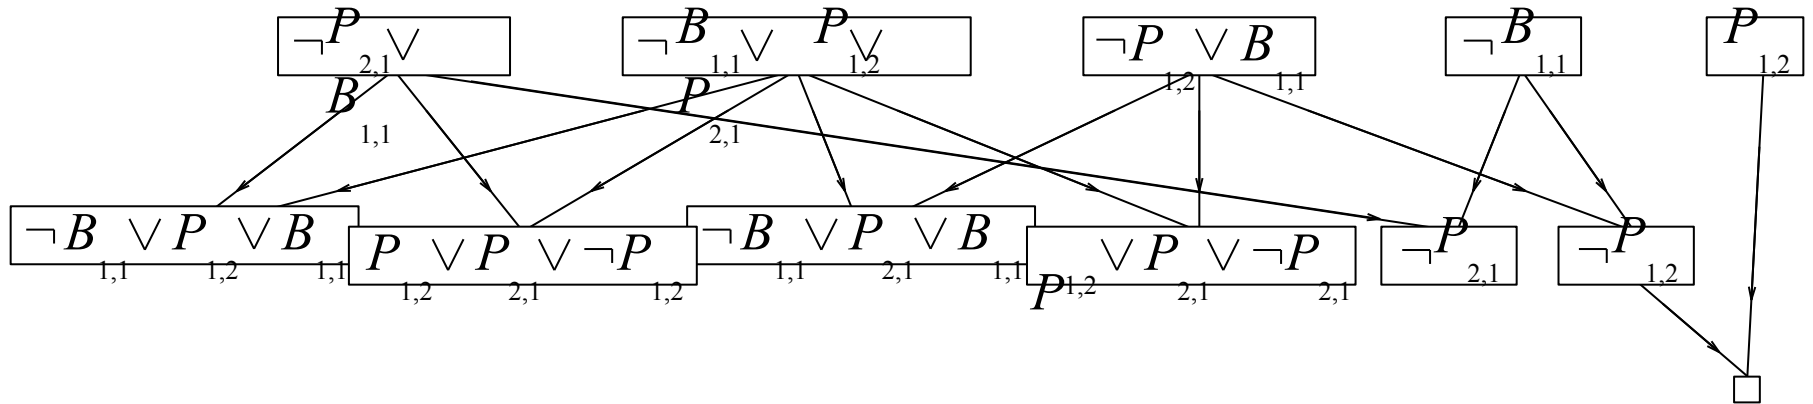 ¬P2,1 ∨ B1,1
¬B1,1 ∨ P1,2 ∨ P2,1
¬P1,2 ∨ B1,1
¬B1,1
P1,2
¬B1,1 ∨ P1,2 ∨ B1,1
P1,2 ∨ P2,1 ∨ ¬P1,2
¬B1,1 ∨ P2,1 ∨ B1,1
P1,2 ∨ P2,1 ∨ ¬P2,1
¬P2,1
¬P1,2